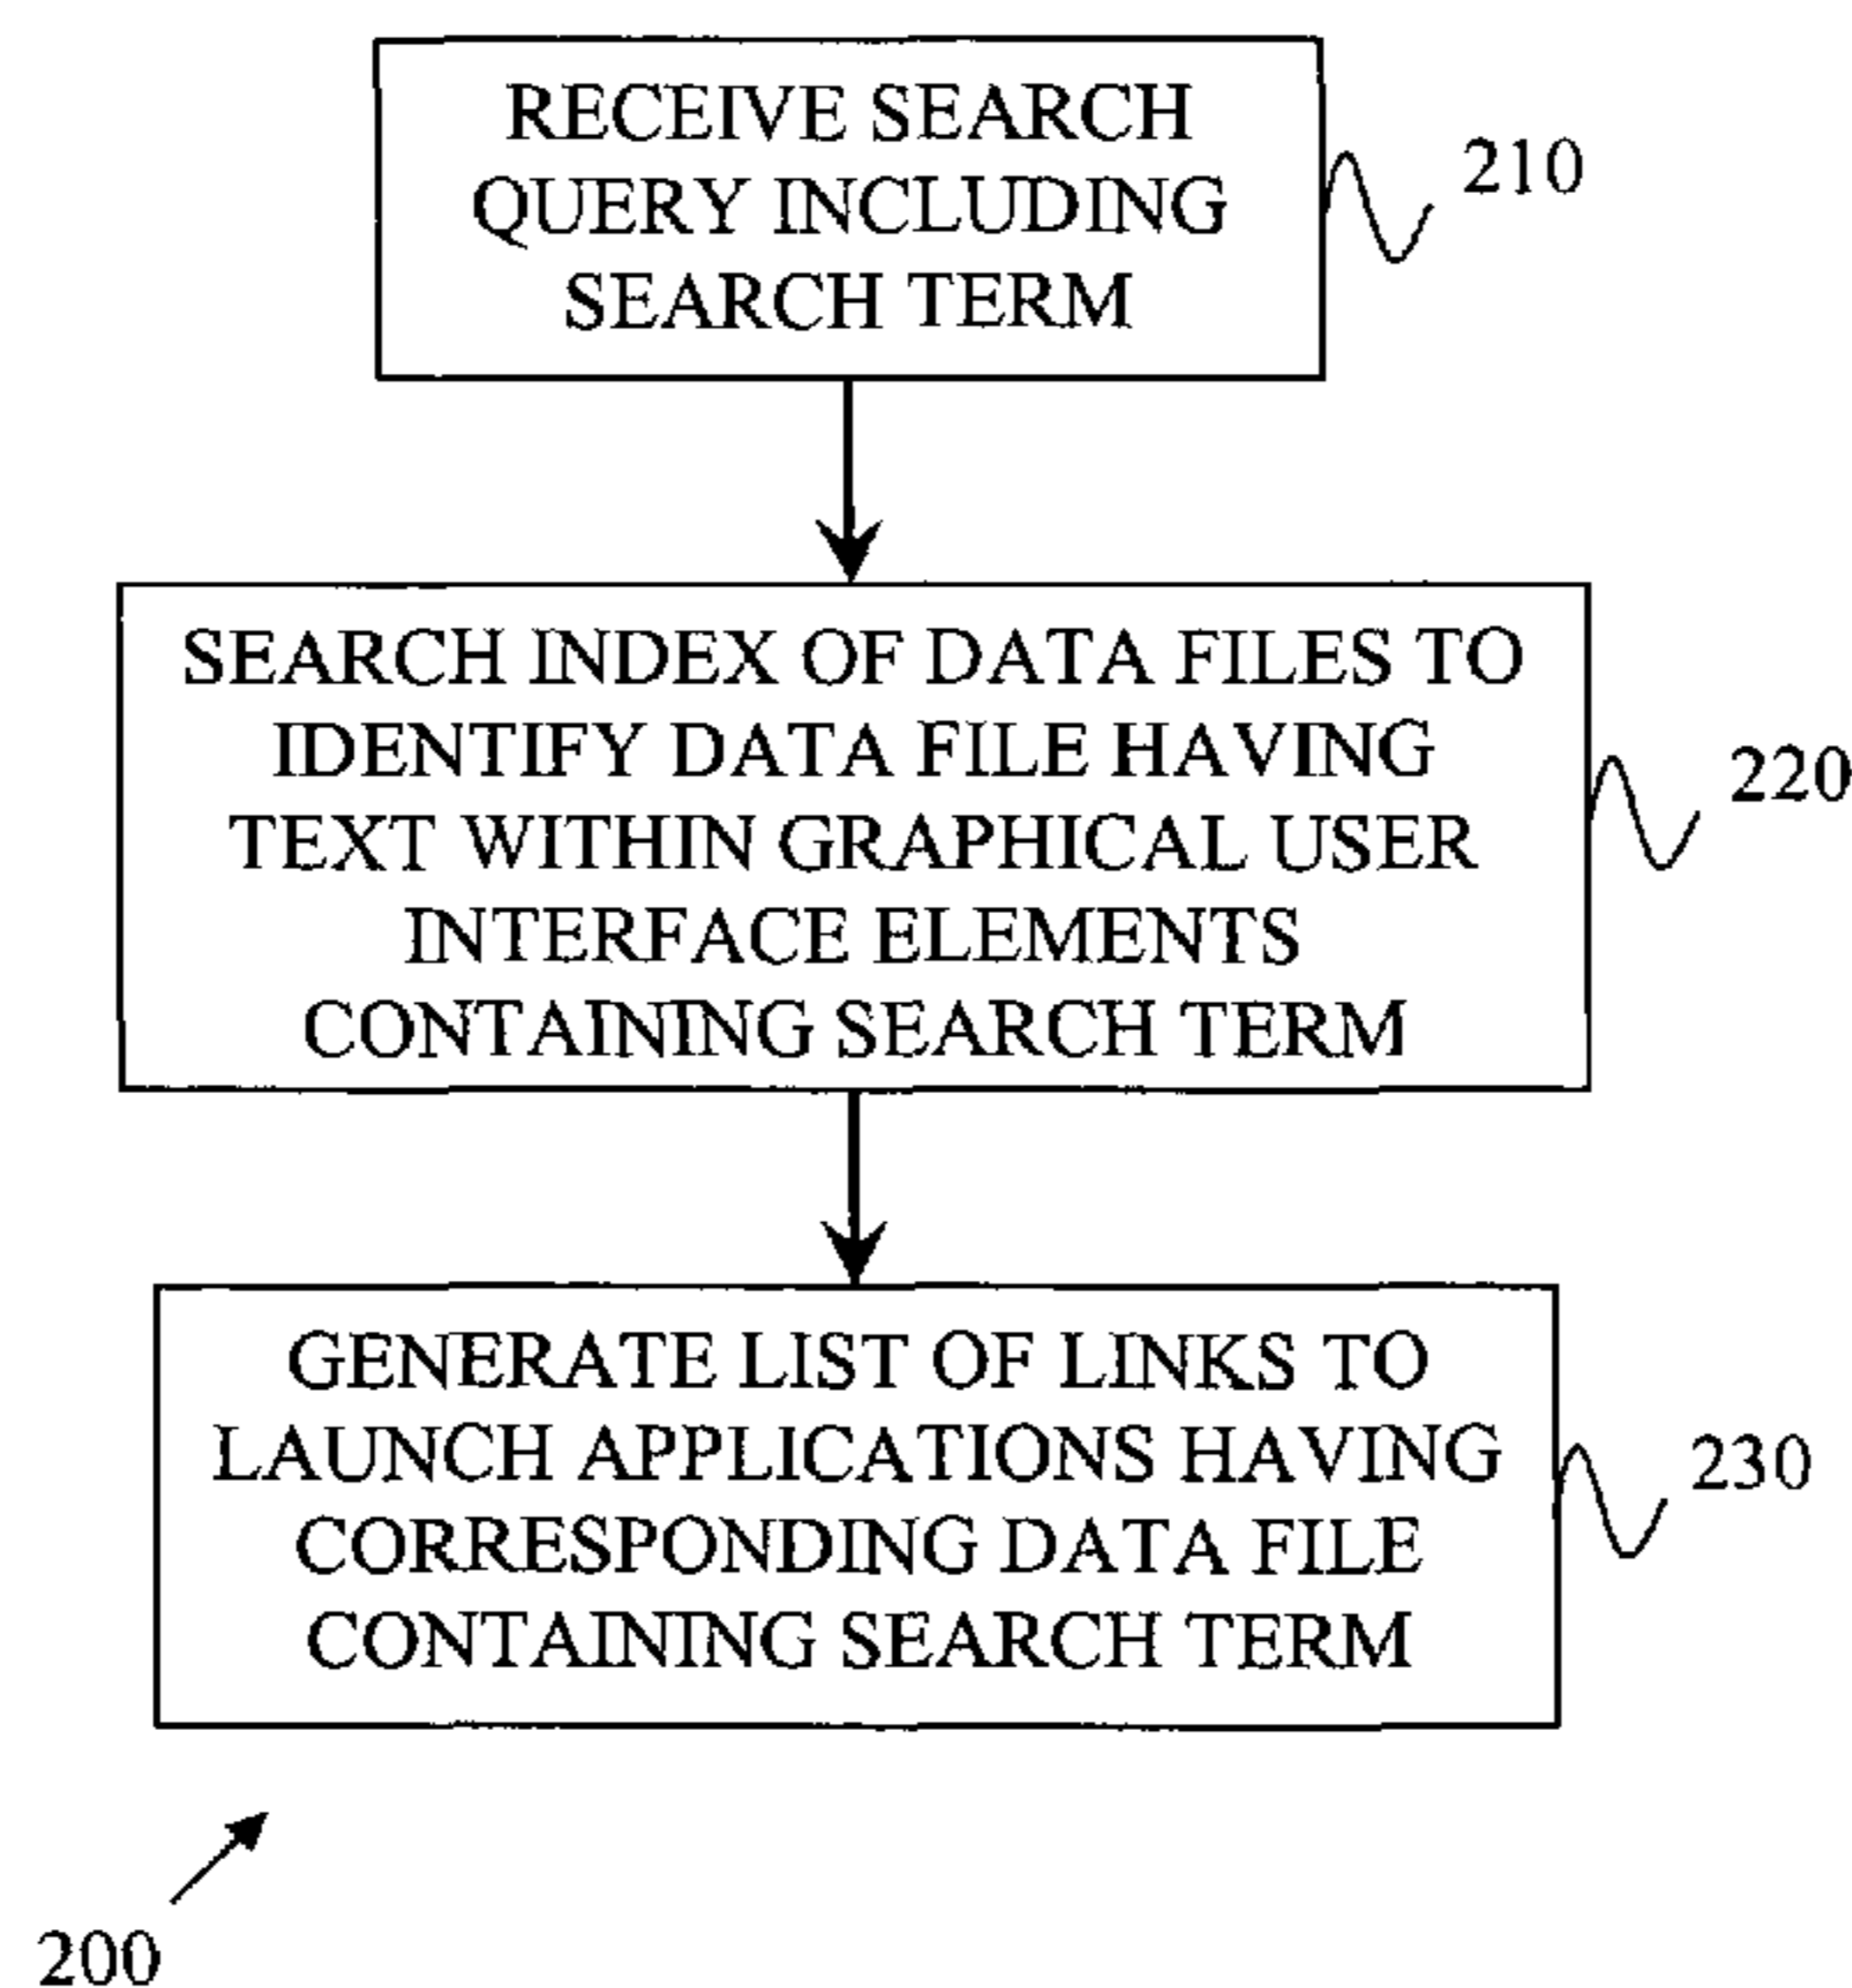 RECEIVE SEARCH
QUERY INCLUDING
SEARCH TERM
210
SEARCH INDEX OF DATA FILES TO
IDENTIFY DATA FILE HAVING
TEXT WITHIN GRAPHICAL USER
INTERFACE ELEMENTS
CONTAINING SEARCH TERM
220
GENERATE LIST OF LINKS TO
LAUNCH APPLICATIONS HAVING
CORRESPONDING DATA FILE
CONTAINING SEARCH TERM
230
200